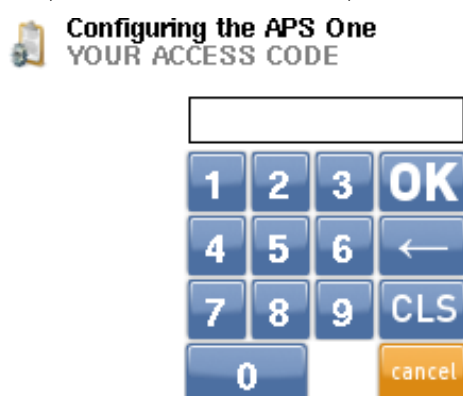 Configuring the APS One
YOUR ACCESS CODE
1 2 3 OK
4 5 6 ←
7 8 9 CLS
0 cancel